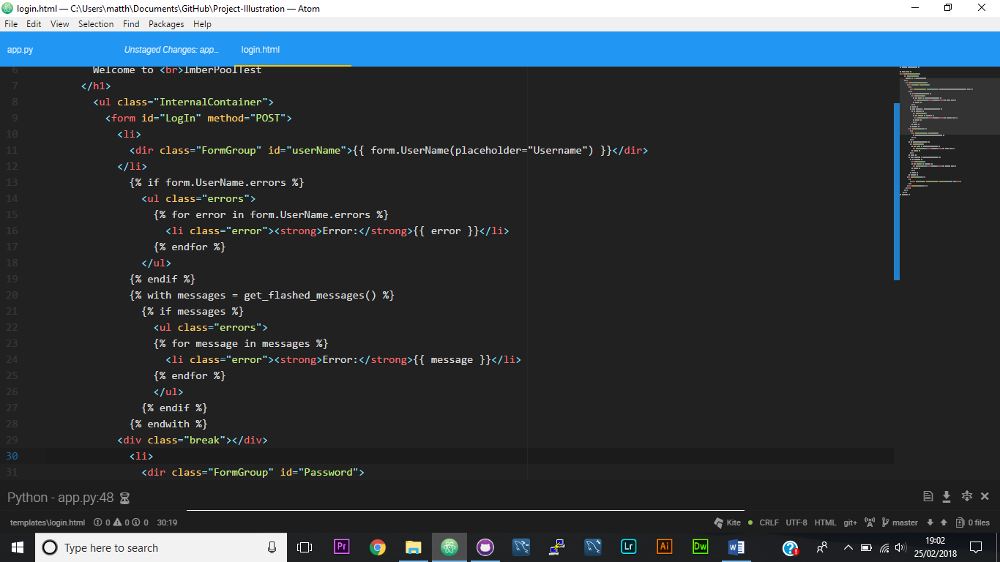 login.html — C:\Users\matth\Documents\GitHub\Project-Illustration — Atom
File Edit View Selection Find Packages Help
app.py Unstaged Changes: app... login.html
6 Welcome to <br>ImberPoolTest
7 </h1>
8 <ul class="InternalContainer">
9 <form id="LogIn" method="POST">
10 <li>
11 <dir class="FormGroup" id="userName">{{ form.UserName(placeholder="Username") }}</dir>
12 </li>
13 {% if form.UserName.errors %}
14 <ul class="errors">
15 {% for error in form.UserName.errors %}
16 <li class="error"><strong>Error:</strong>{{ error }}</li>
17 {% endfor %}
18 </ul>
19 {% endif %}
20 {% with messages = get_flashed_messages() %}
21 {% if messages %}
22 <ul class="errors">
23 {% for message in messages %}
24 <li class="error"><strong>Error:</strong>{{ message }}</li>
25 {% endfor %}
26 </ul>
27 {% endif %}
28 {% endwith %}
29 <div class="break"></div>
30 <li>
31 <dir class="FormGroup" id="Password">
Python - app.py:48
templates\login.html 0 0 0 30:19 Kite CRLF UTF-8 HTML git+ master 0 files
Type here to search Pr Lr Ai Dw W 19:02
25/02/2018